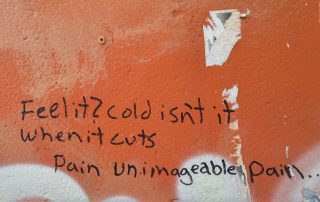 Feel it? cold isn't it
when it cuts
Pain unimageable pain..